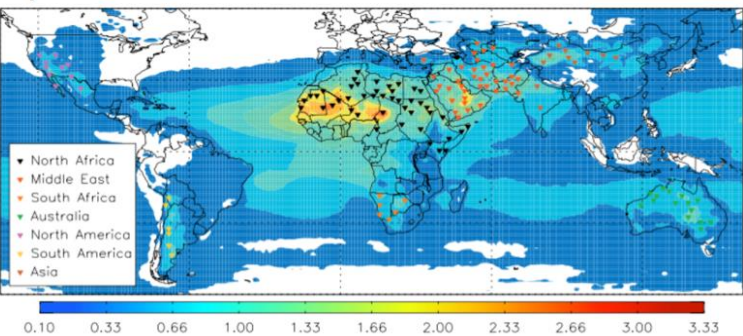 North Africa
Middle East
South Africa
Australia
North America
South America
Asia
0.10 0.33 0.66 1.00 1.33 1.66 2.00 2.33 2.66 3.00 3.33